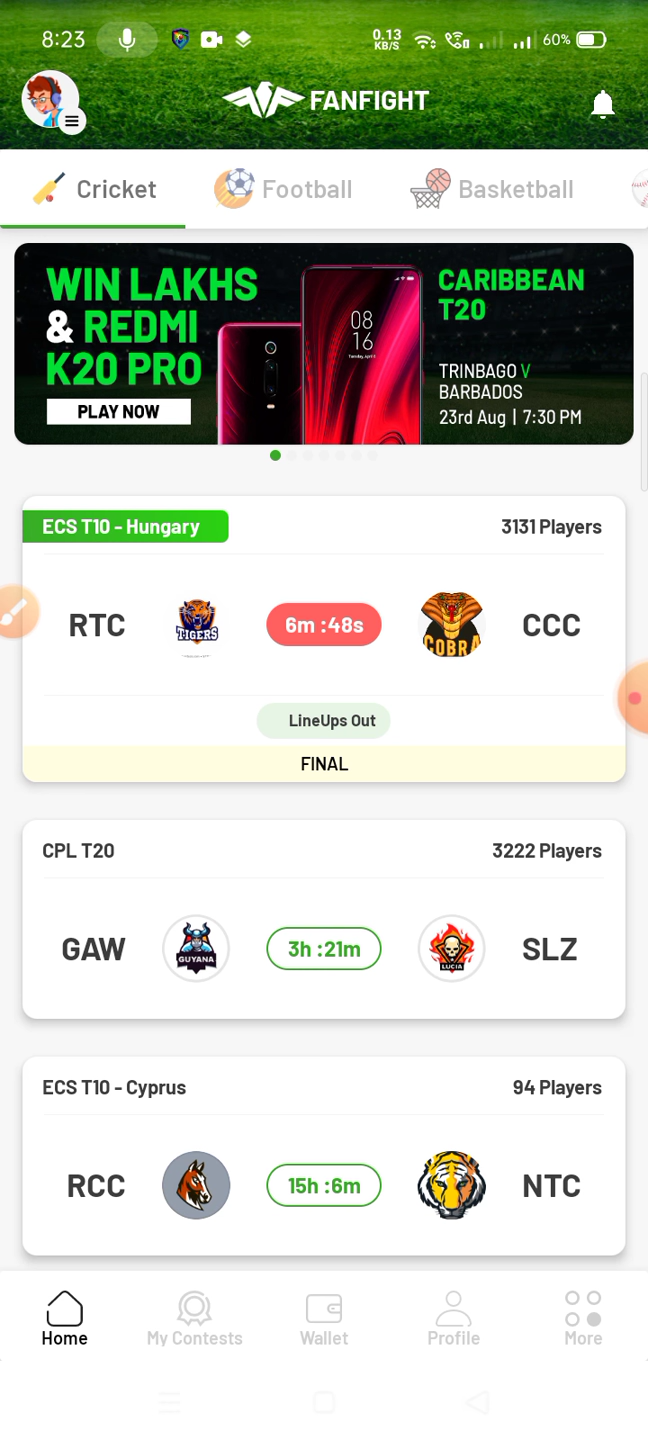 8:23
0.13
KB/S
60%
FANFIGHT
Cricket
Football
Basketball
WIN LAKHS
& REDMI
K20 PRO
PLAY NOW
08
16
CARIBBEAN
T20
TRINBAGO V
BARBADOS
23rd Aug | 7:30 PM
ECS T10 - Hungary
3131 Players
RTC
TIGERS
6m :48s
COBRA
CCC
LineUps Out
FINAL
CPL T20
3222 Players
GAW
GUYANA
3h :21m
LUCIA
SLZ
ECS T10 - Cyprus
94 Players
RCC
15h :6m
NTC
Home
My Contests
Wallet
Profile
More